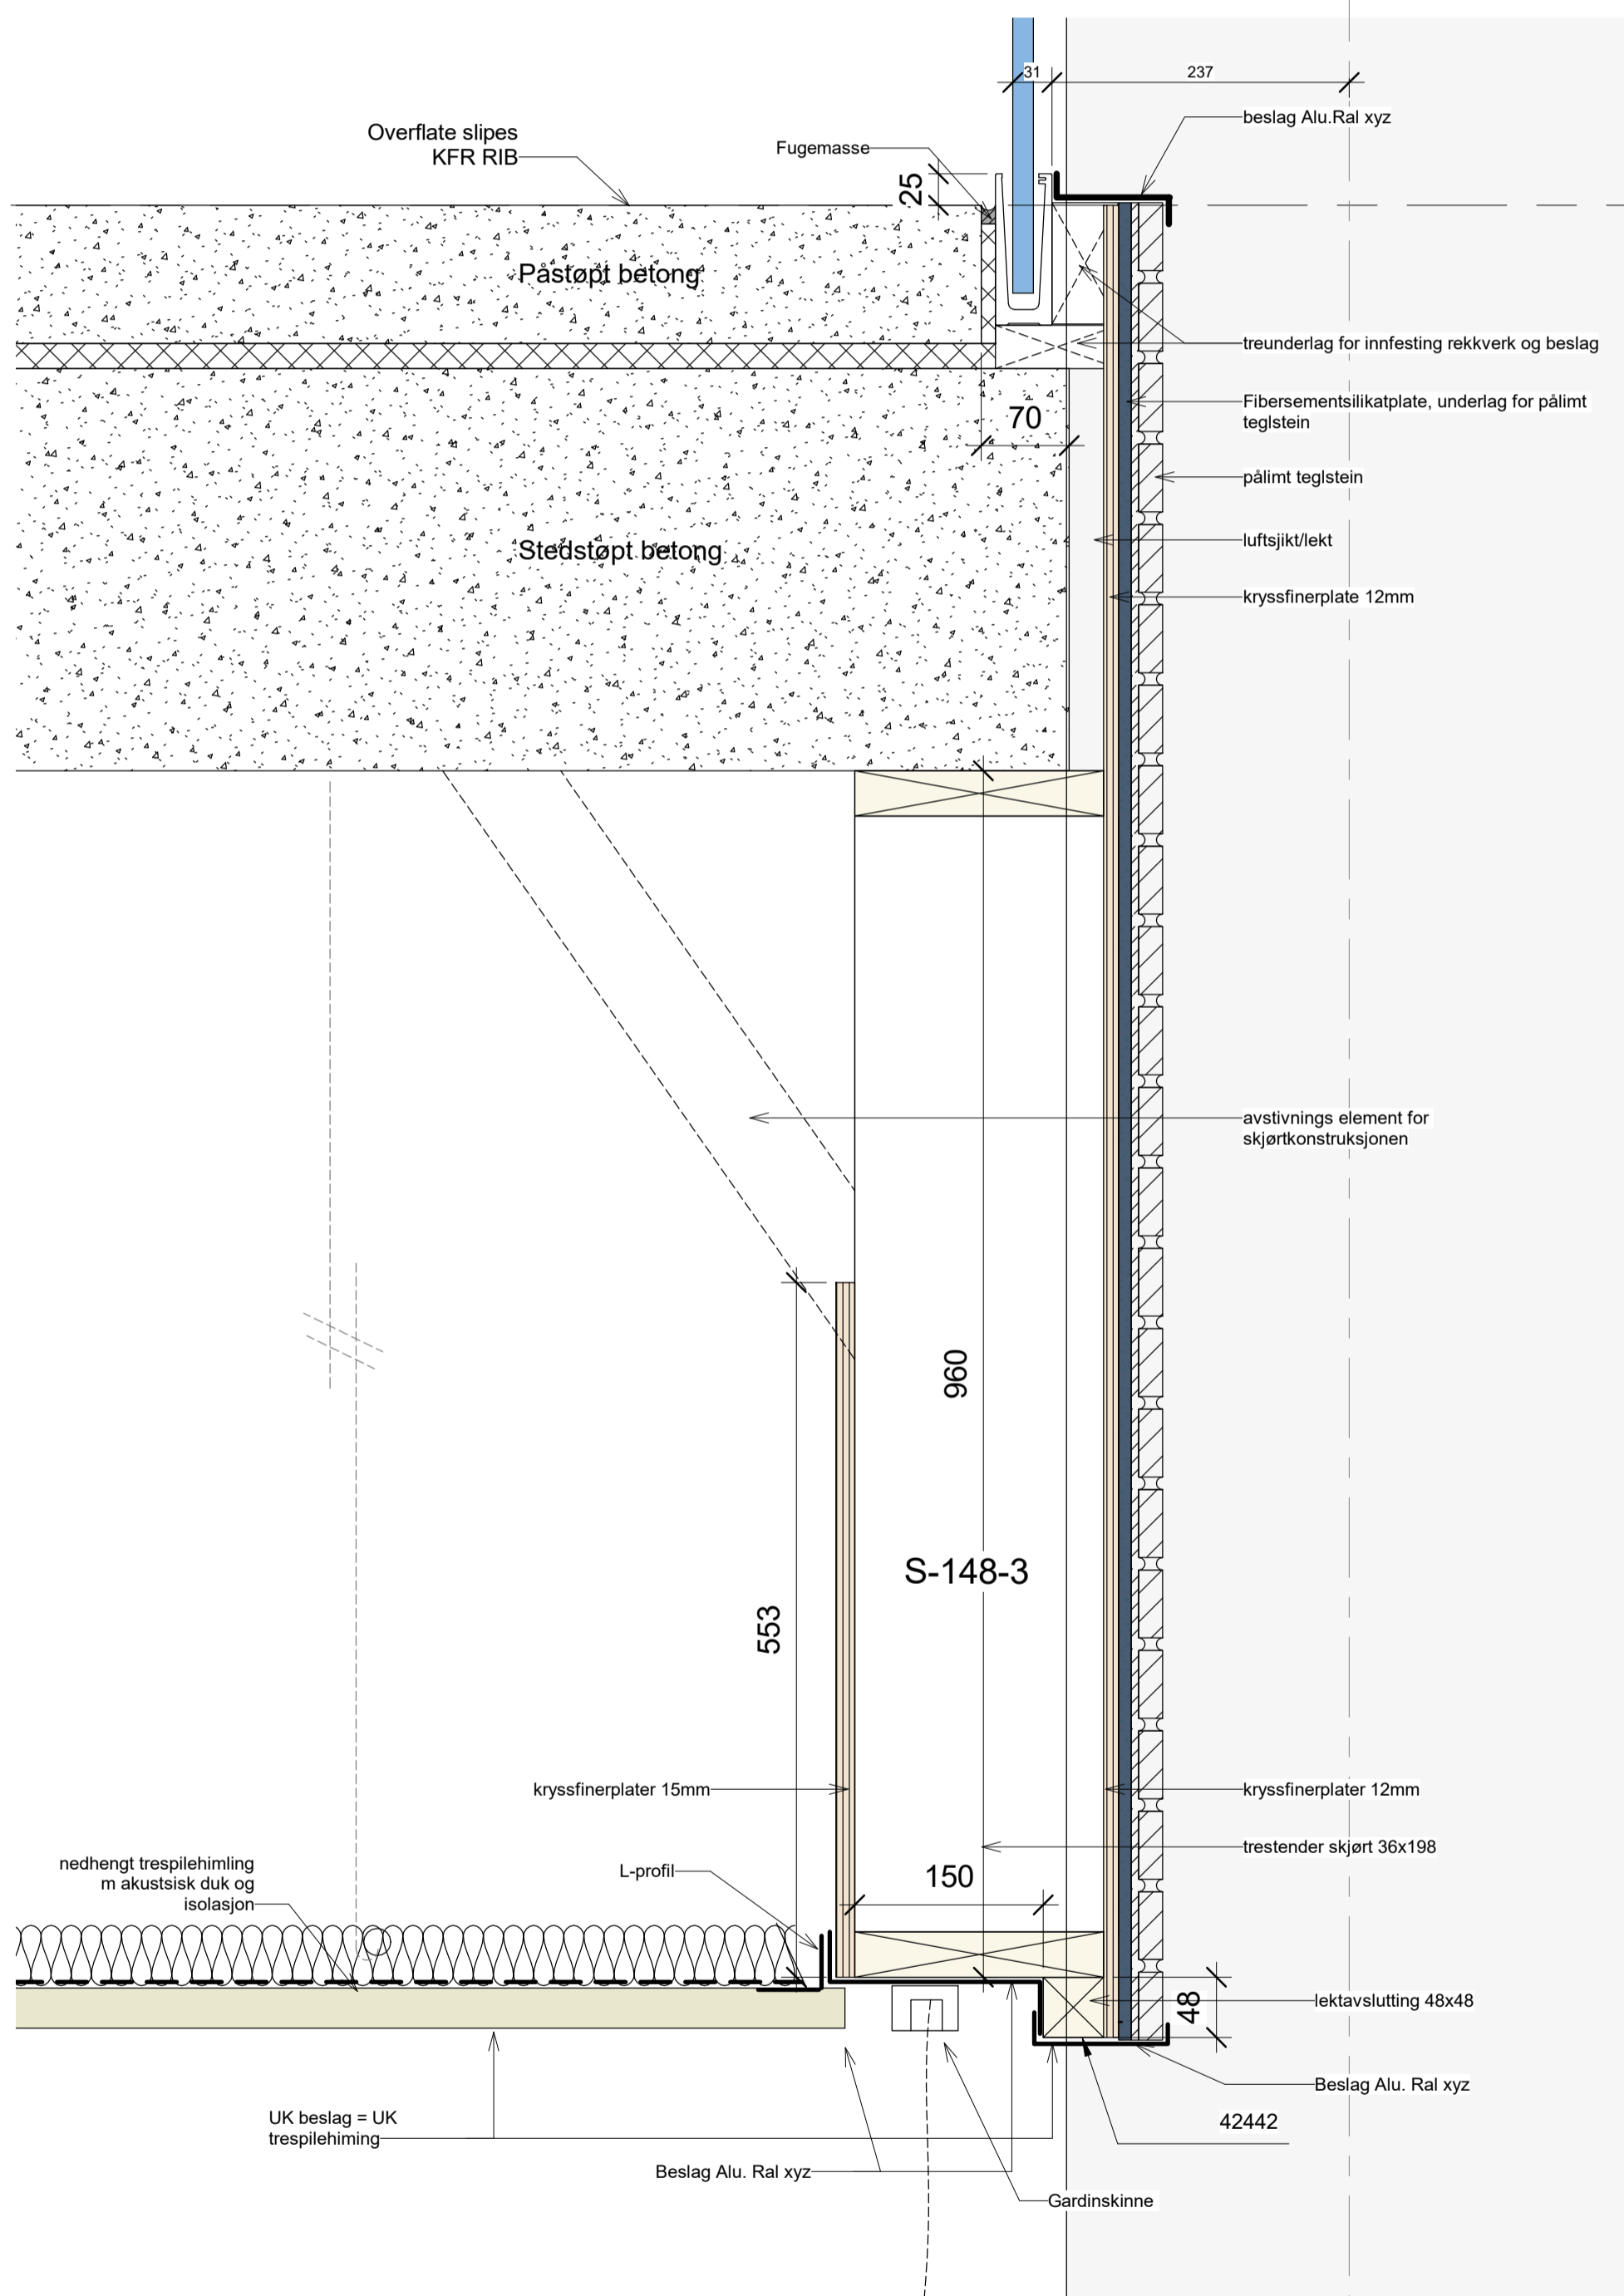 31
237
beslag Alu.Ral xyz
Overflate slipes
KFR RIB
Fugemasse
25
Påstøpt betong
treunderlag for innfesting rekkverk og beslag
Fibersementsilikatplate, underlag for pålimt
teglstein
70
pålimt teglstein
Stedstøpt betong
luftsjikt/lekt
kryssfinerplate 12mm
avstivnings element for
skjørtkonstruksjonen
960
S-148-3
553
kryssfinerplater 15mm
kryssfinerplater 12mm
trestender skjørt 36x198
nedhengt trespilehimling
m akustsisk duk og
isolasjon
L-profil
150
lektavslutting 48x48
48
Beslag Alu. Ral xyz
UK beslag = UK
trespilehiming
42442
Beslag Alu. Ral xyz
Gardinskinne